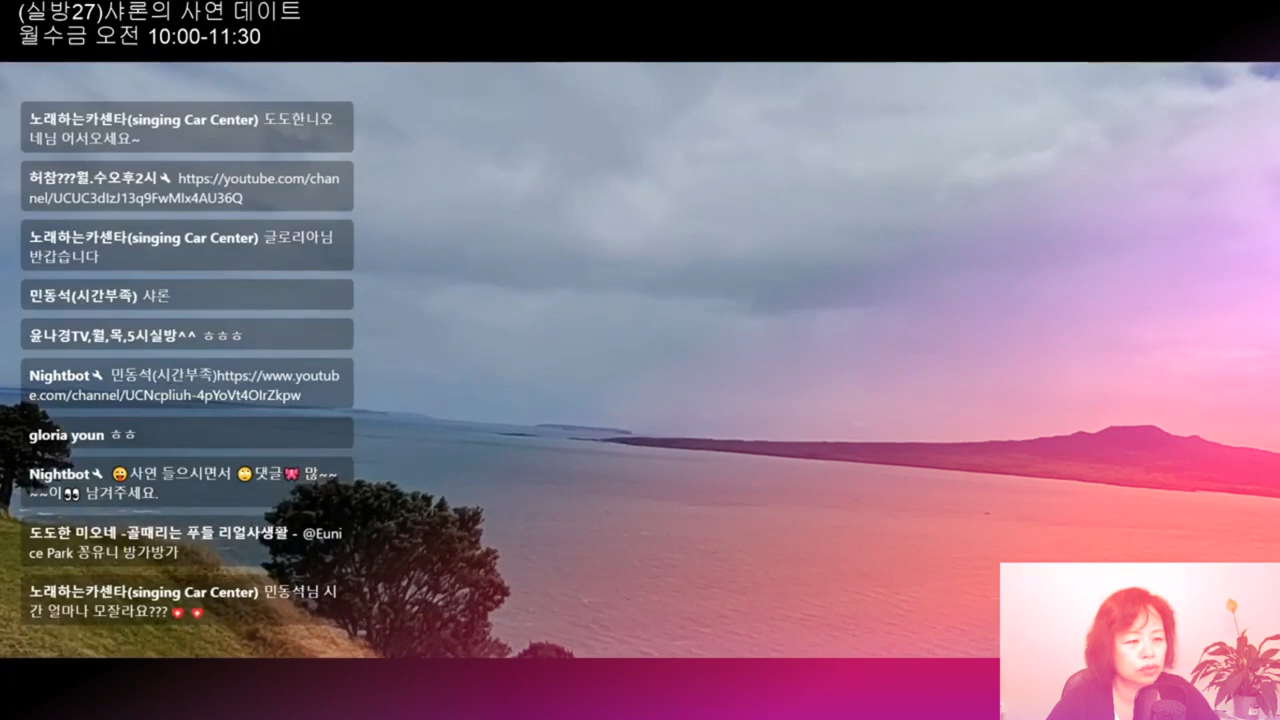 (실방27)샤론의 사연 데이트
월수금 오전 10:00-11:30
노래하는카센타(singing Car Center) 도도한니오
네님 어서오세요~
허참???월.수오후2시 https://youtube.com/chan
nel/UCUC3dIzJ13q9FwMIx4AU36Q
노래하는카센타(singing Car Center) 글로리아님
반갑습니다
민동석(시간부족) 샤론
윤나경TV,월,목,5시실방^^ ㅎㅎㅎ
Nightbot 민동석(시간부족)https://www.youtub
e.com/channel/UCNcpliuh-4pYoVt4OIrZkpw
gloria youn ㅎㅎ
Nightbot 😜사연 들으시면서 🙄댓글🎀 많~~
~~이👀 남겨주세요.
도도한 미오네 -골때리는 푸들 리얼사생활 - @Euni
ce Park 꽁유니 방가방가
노래하는카센타(singing Car Center) 민동석님 시
간 얼마나 모잘라요???